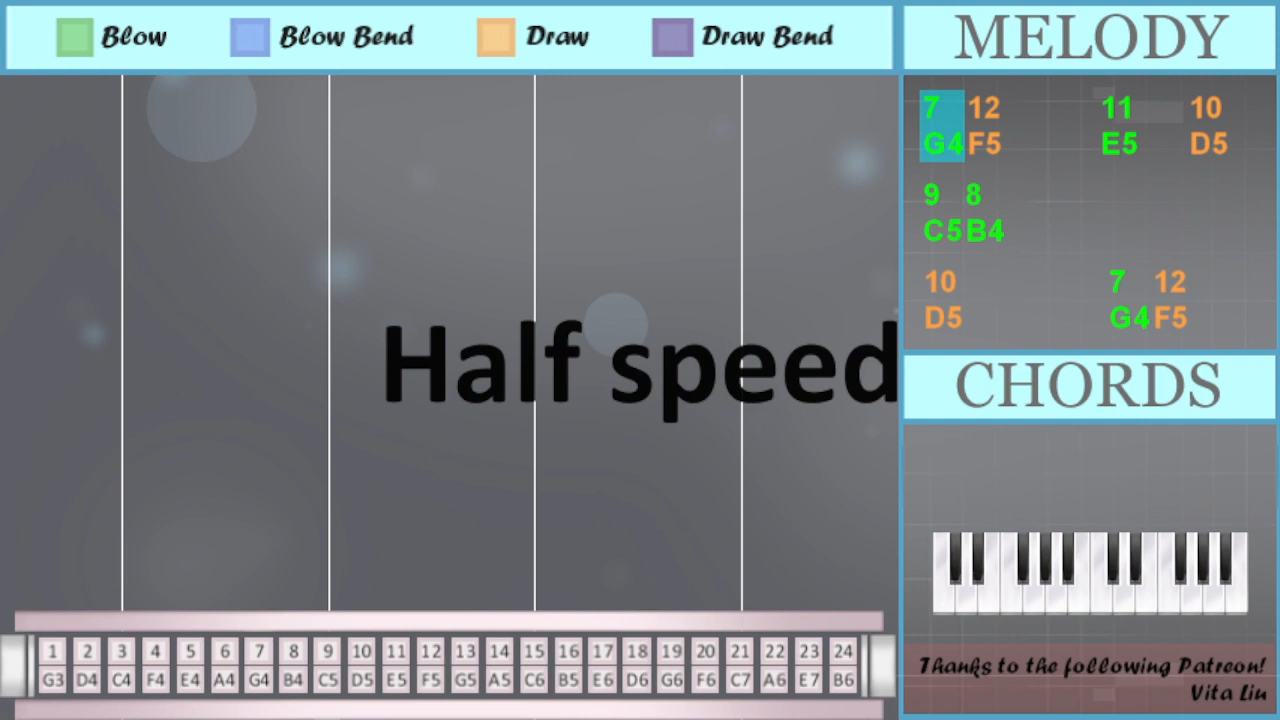 Blow Blow Bend Draw Draw Bend
MELODY
7 12 11 10
G4 F5 E5 D5
9 8
C5 B4
10 7 12
D5 G4 F5
Half speed
CHORDS
1 2 3 4 5 6 7 8 9 10 11 12 13 14 15 16 17 18 19 20 21 22 23 24
G3 D4 C4 F4 E4 A4 G4 B4 C5 D5 E5 F5 G5 A5 C6 B5 E6 D6 G6 F6 C7 A6 E7 B6
Thanks to the following Patreon!
Vita Liu